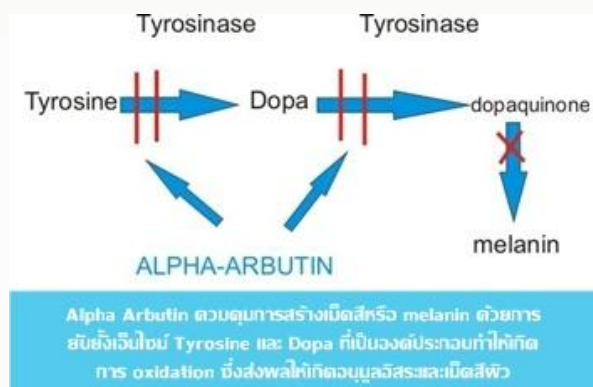 Tyrosinase Tyrosinase
Tyrosine Dopa dopaquinone
melanin
ALPHA-ARBUTIN
Alpha Arbutin ควบคุมการสร้างเม็ดสีหรือ melanin ด้วยการ
ยับยั้งเอ็นไซม์ Tyrosine และ Dopa ที่เป็นองค์ประกอบทำให้เกิด
การ oxidation ซึ่งส่งผลให้เกิดอนุมูลอิสระและเม็ดสีผิว